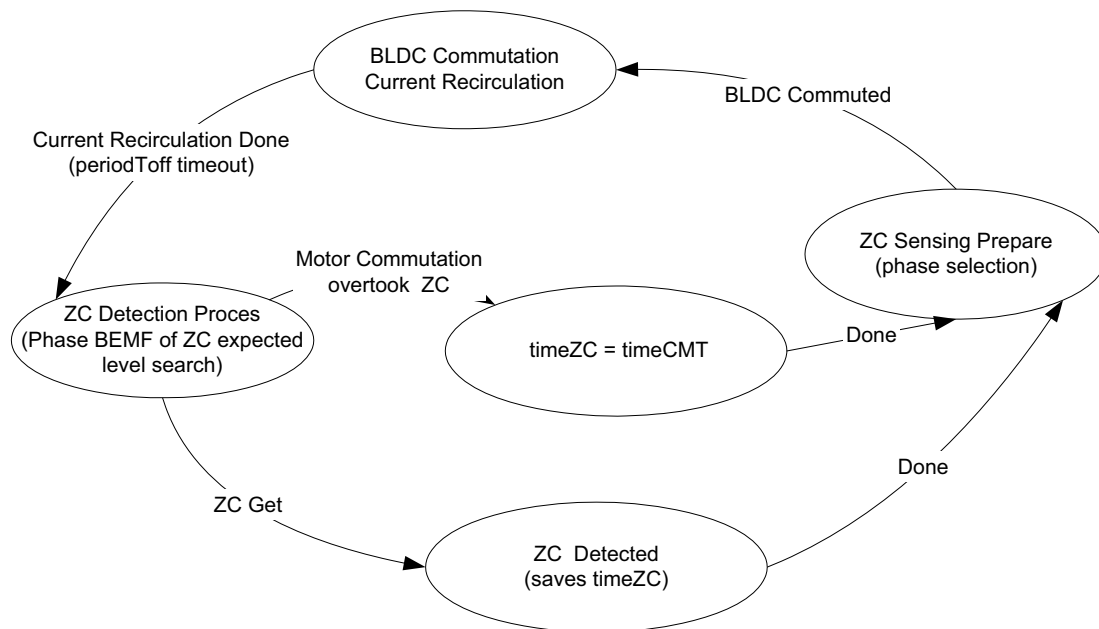 BLDC Commutation
Current Recirculation
BLDC Commuted
Current Recirculation Done
(periodToff timeout)
ZC Sensing Prepare
(phase selection)
Motor Commutation
overtook ZC
ZC Detection Proces
(Phase BEMF of ZC expected
level search)
timeZC = timeCMT
Done
Done
ZC Get
ZC Detected
(saves timeZC)